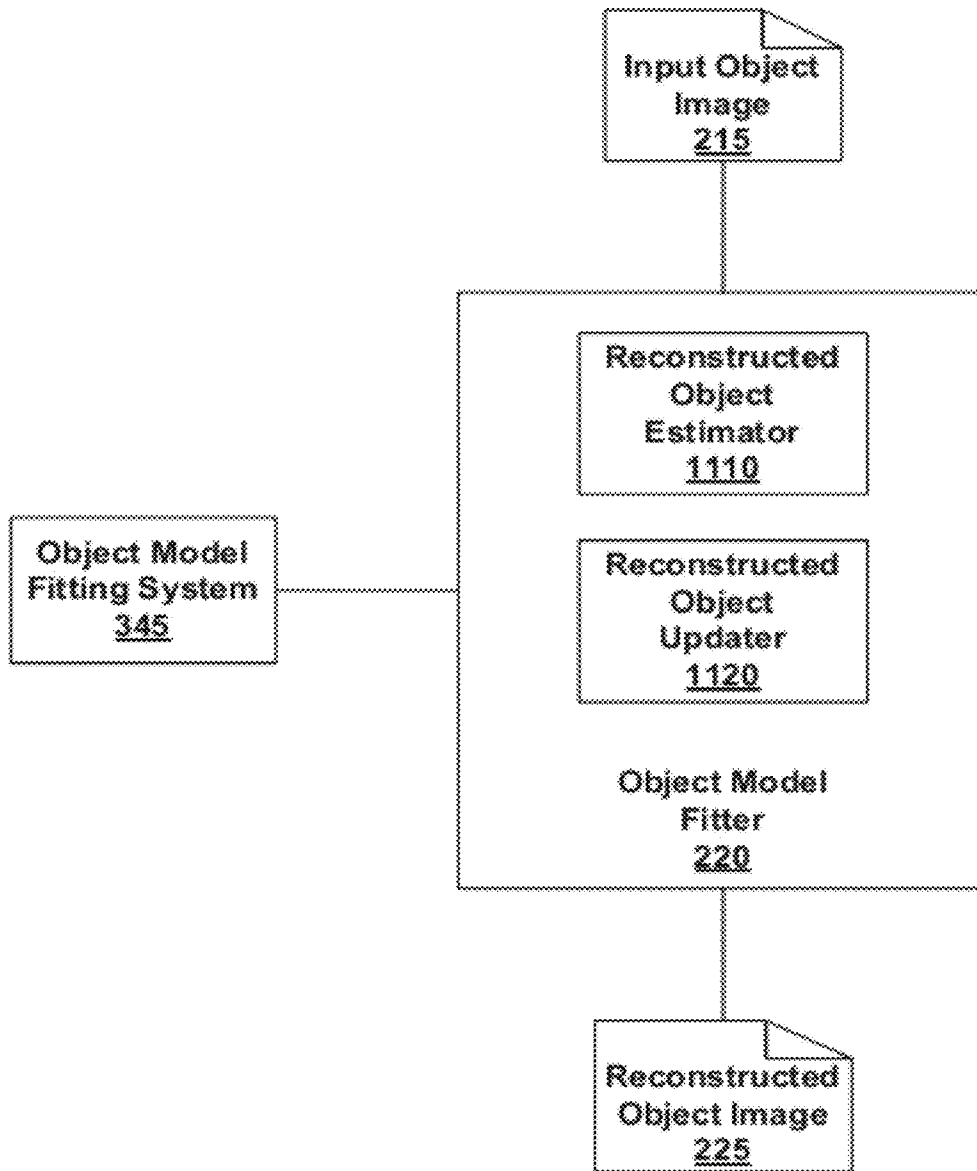 Input Object
Image
215
Reconstructed
Object
Estimator
1110
Object Model
Fitting System
345
Reconstructed
Object
Updater
1120
Object Model
Fitter
220
Reconstructed
Object Image
225